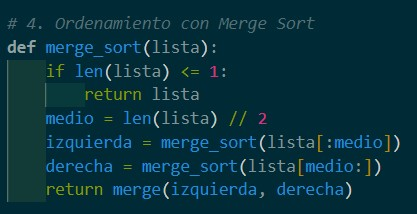 # 4. Ordenamiento con Merge Sort
def merge_sort(lista):
    if len(lista) <= 1:
        return lista
    medio = len(lista) // 2
    izquierda = merge_sort(lista[:medio])
    derecha = merge_sort(lista[medio:])
    return merge(izquierda, derecha)